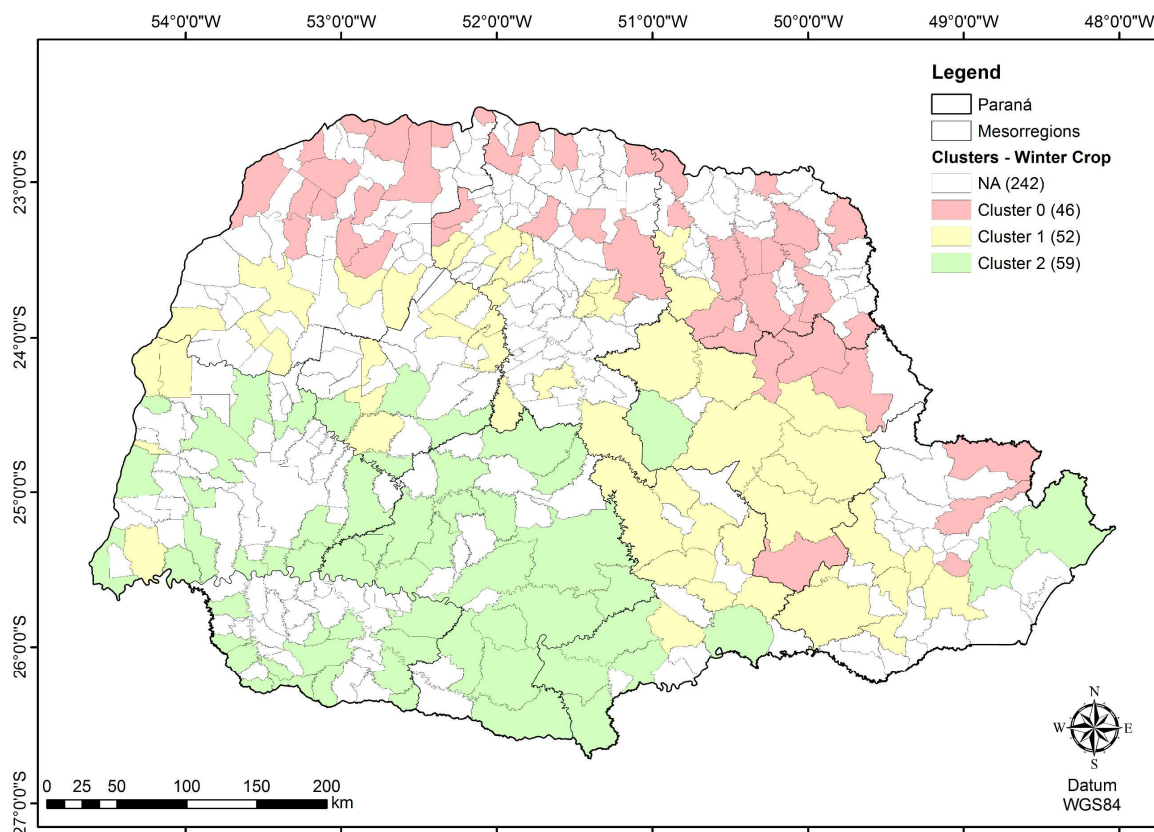 54°0'0"W 53°0'0"W 52°0'0"W 51°0'0"W 50°0'0"W 49°0'0"W 48°0'0"W
23°0'0"S
24°0'0"S
25°0'0"S
26°0'0"S
27°0'0"S
Legend
Paraná
Mesorregions
Clusters - Winter Crop
NA (242)
Cluster 0 (46)
Cluster 1 (52)
Cluster 2 (59)
N
W E
S
Datum
WGS84
0 25 50 100 150 200
km